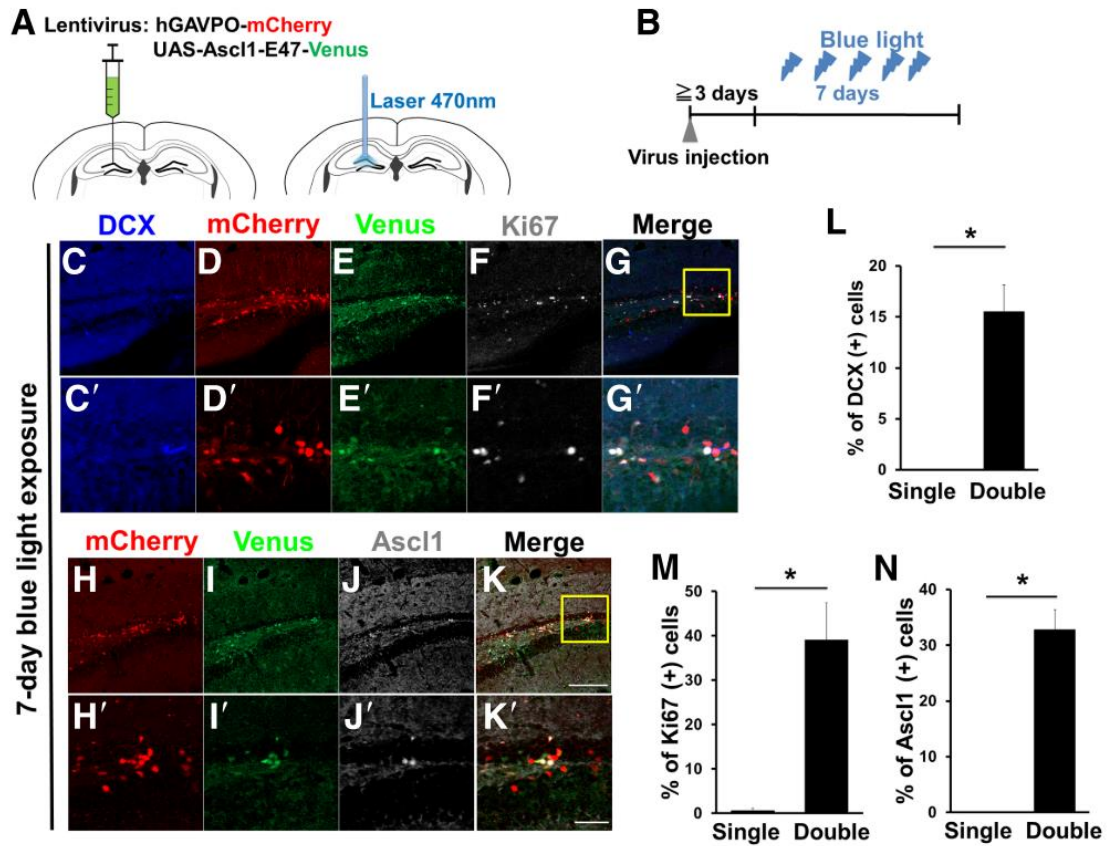 A
Lentivirus: hGAVPO-mCherry
UAS-Ascl1-E47-Venus
Laser 470nm
B
Blue light
≧ 3 days
7 days
Virus injection
7-day blue light exposure
DCX mCherry Venus Ki67 Merge
C D E F G
C′ D′ E′ F′ G′
mCherry Venus Ascl1 Merge
H I J K
H′ I′ J′ K′
L
*
% of DCX (+) cells
20
15
10
5
0
Single Double
M
*
% of Ki67 (+) cells
50
40
30
20
10
0
Single Double
N
*
% of Ascl1 (+) cells
40
30
20
10
0
Single Double